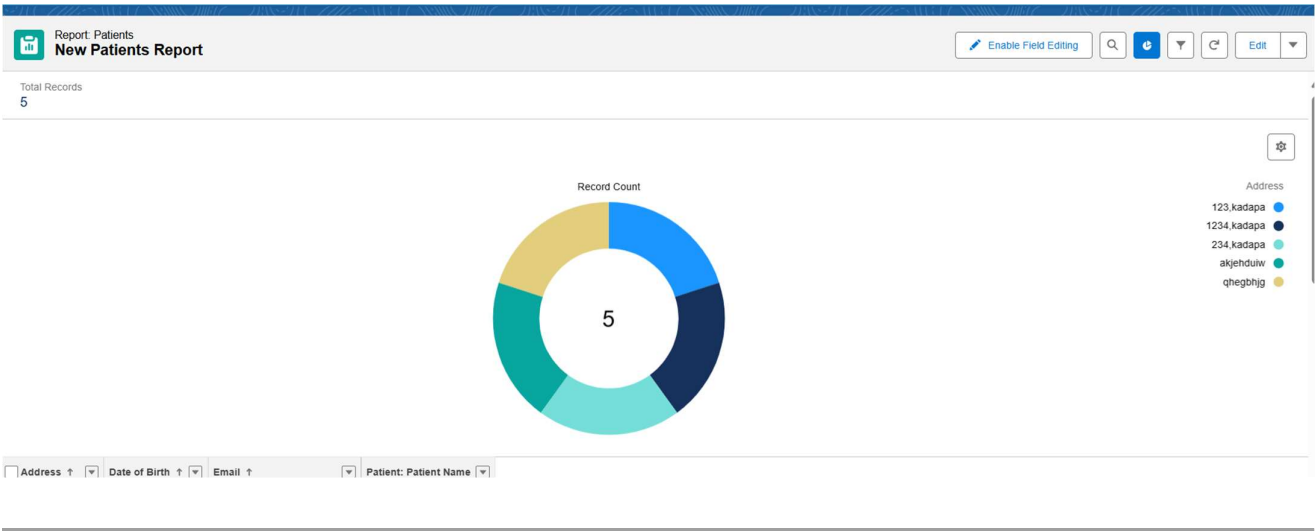 Report: Patients
New Patients Report
Enable Field Editing
Edit
Total Records
5
Record Count
5
Address
123,kadapa
1234,kadapa
234,kadapa
akjehduiw
qhegbhjg
Address ↑ Date of Birth ↑ Email ↑ Patient: Patient Name